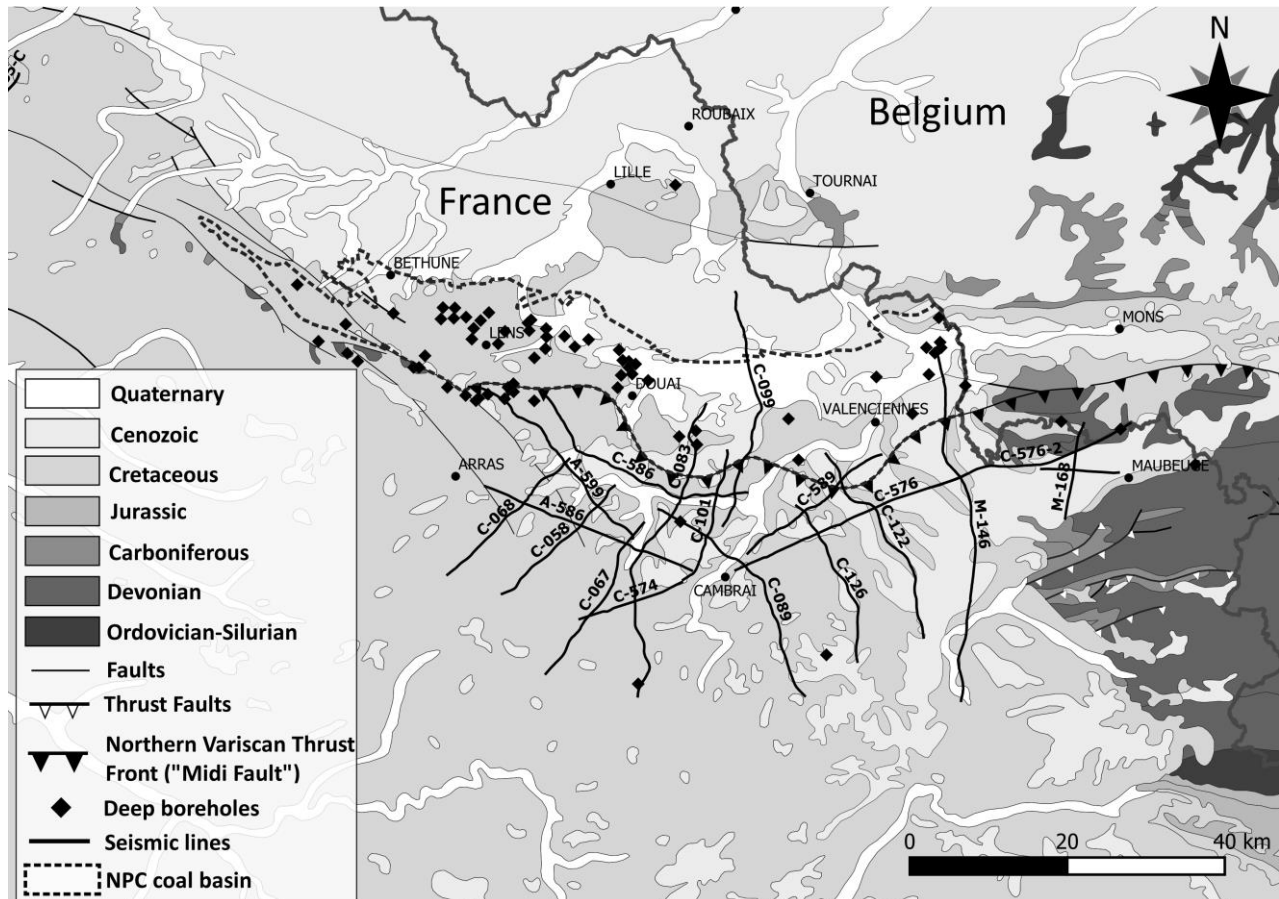 N
Belgium
ROUBAIX
LILLE
TOURNAI
France
BETHUNE
MONS
LENS
DOUAI
C-099
VALENCIENNES
ARRAS
C-586
C-083
C-576-2
MAUBEUGE
A-599
C-589
C-576
M-168
C-068
A-586
C-101
M-146
C-058
C-122
C-067
C-574
CAMBRAI
C-126
C-089
Quaternary
Cenozoic
Cretaceous
Jurassic
Carboniferous
Devonian
Ordovician-Silurian
Faults
Thrust Faults
Northern Variscan Thrust
Front ("Midi Fault")
Deep boreholes
Seismic lines
NPC coal basin
0 20 40 km